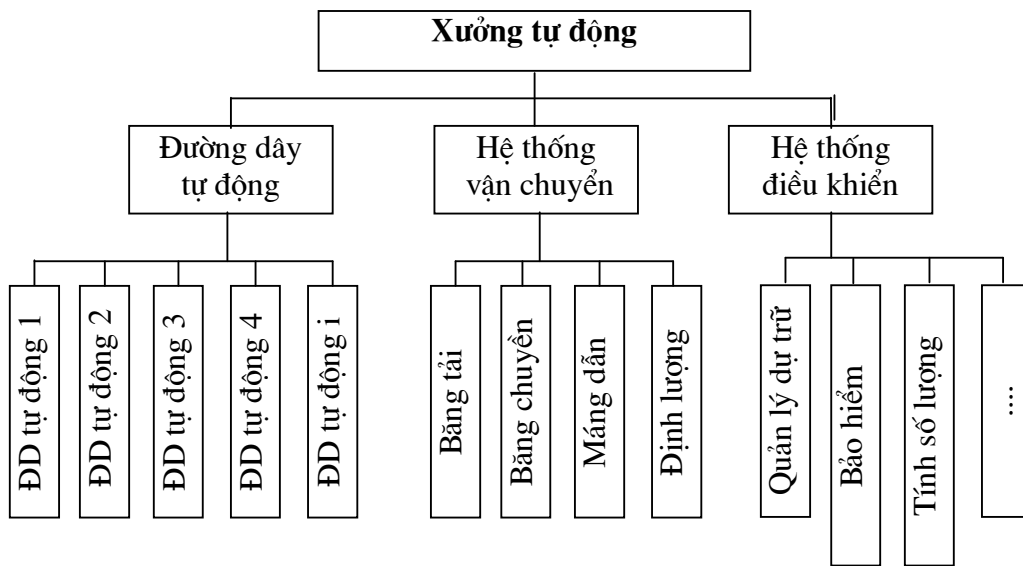 Xưởng tự động
Đường dây
tự động
Hệ thống
vận chuyển
Hệ thống
điều khiển
ĐD tự động 1
ĐD tự động 2
ĐD tự động 3
ĐD tự động 4
ĐD tự động i
Băng tải
Băng chuyền
Máng dẫn
Định lượng
Quản lý dự trữ
Bảo hiểm
Tính số lượng
....